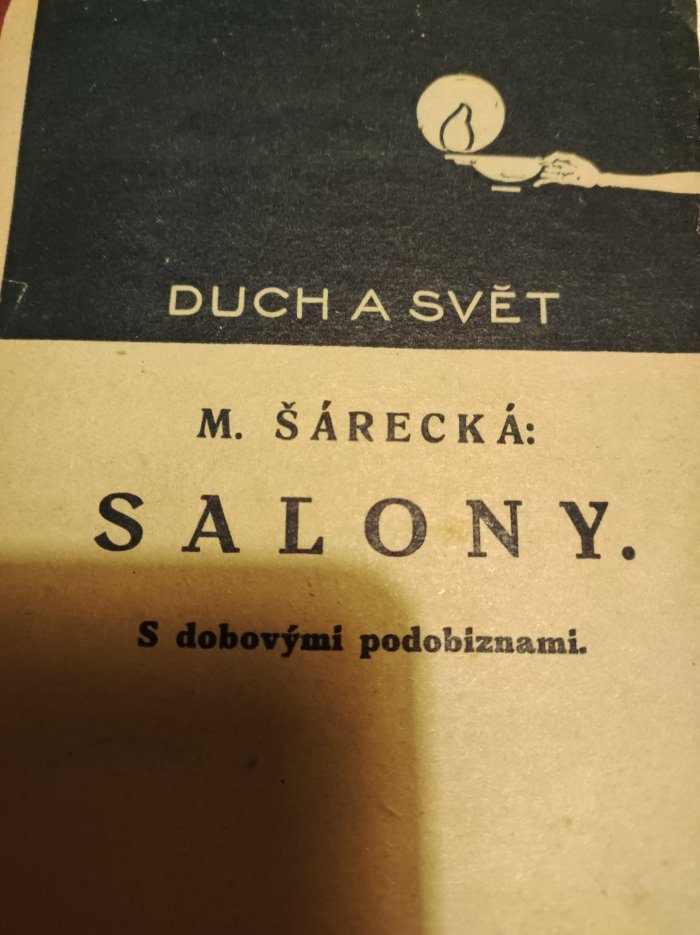 DUCH A SVĚT
M. ŠÁRECKÁ:
SALONY.
S dobovými podobiznami.